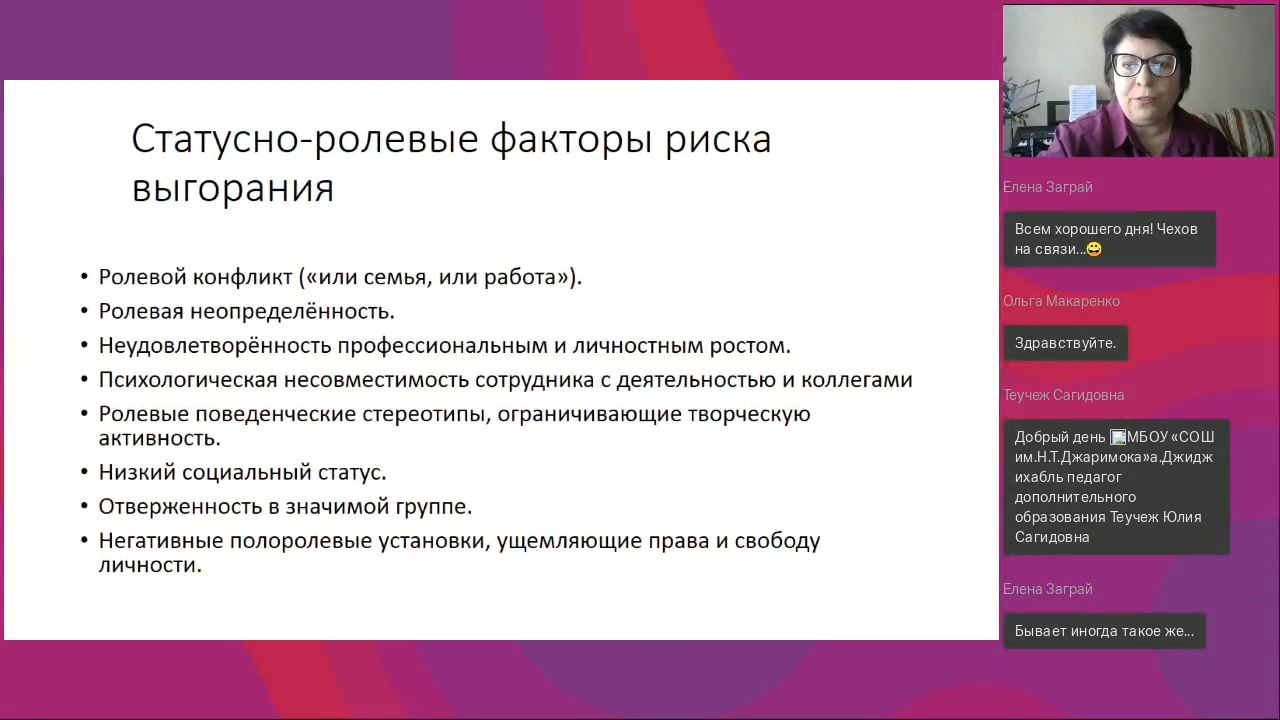 Статусно-ролевые факторы риска
выгорания
• Ролевой конфликт («или семья, или работа»).
• Ролевая неопределённость.
• Неудовлетворённость профессиональным и личностным ростом.
• Психологическая несовместимость сотрудника с деятельностью и коллегами
• Ролевые поведенческие стереотипы, ограничивающие творческую
активность.
• Низкий социальный статус.
• Отверженность в значимой группе.
• Негативные полоролевые установки, ущемляющие права и свободу
личности.
Елена Заграй
Всем хорошего дня! Чехов
на связи...😀
Ольга Макаренко
Здравствуйте.
Теучеж Сагидовна
Добрый день МБОУ «СОШ
им.Н.Т.Джаримока»а.Джидж
ихабль педагог
дополнительного
образования Теучеж Юлия
Сагидовна
Елена Заграй
Бывает иногда такое же...